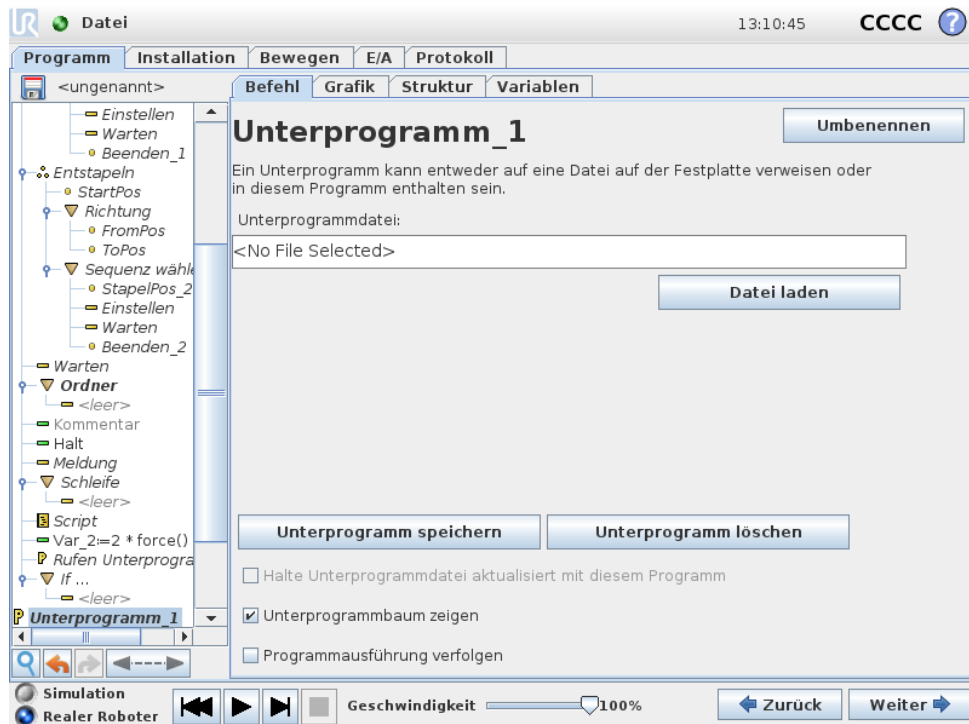 UR Datei 13:10:45 CCCC ?
Programm Installation Bewegen E/A Protokoll
<ungenannt>
Befehl Grafik Struktur Variablen
Einstellen
Warten
Beenden_1
Entstapeln
StartPos
Richtung
FromPos
ToPos
Sequenz wähle
StapelPos_2
Einstellen
Warten
Beenden_2
Warten
Ordner
<leer>
Kommentar
Halt
Meldung
Schleife
<leer>
Script
Var_2:=2 * force()
P Rufen Unterprogra
If ...
<leer>
P Unterprogramm_1
Unterprogramm_1
Umbenennen
Ein Unterprogramm kann entweder auf eine Datei auf der Festplatte verweisen oder
in diesem Programm enthalten sein.
Unterprogrammdatei:
<No File Selected>
Datei laden
Unterprogramm speichern Unterprogramm löschen
Halte Unterprogrammdatei aktualisiert mit diesem Programm
Unterprogrammbaum zeigen
Programmausführung verfolgen
Simulation
Realer Roboter
Geschwindigkeit 100%
Zurück Weiter